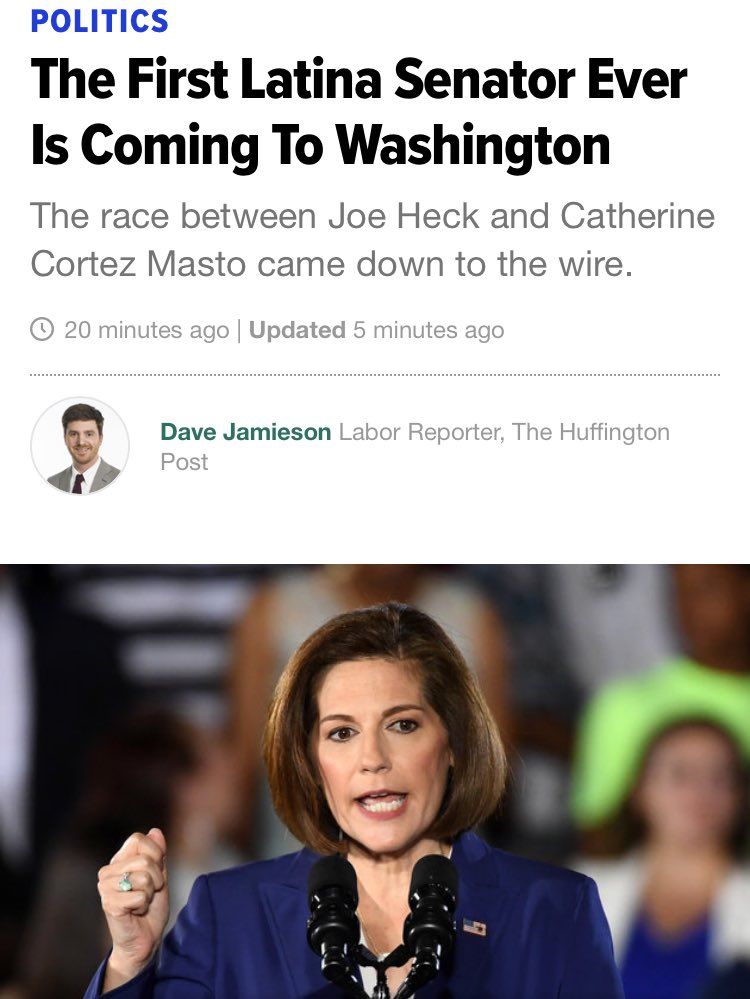 POLITICS
The First Latina Senator Ever
Is Coming To Washington
The race between Joe Heck and Catherine
Cortez Masto came down to the wire.
20 minutes ago | Updated 5 minutes ago
Dave Jamieson Labor Reporter, The Huffington
Post